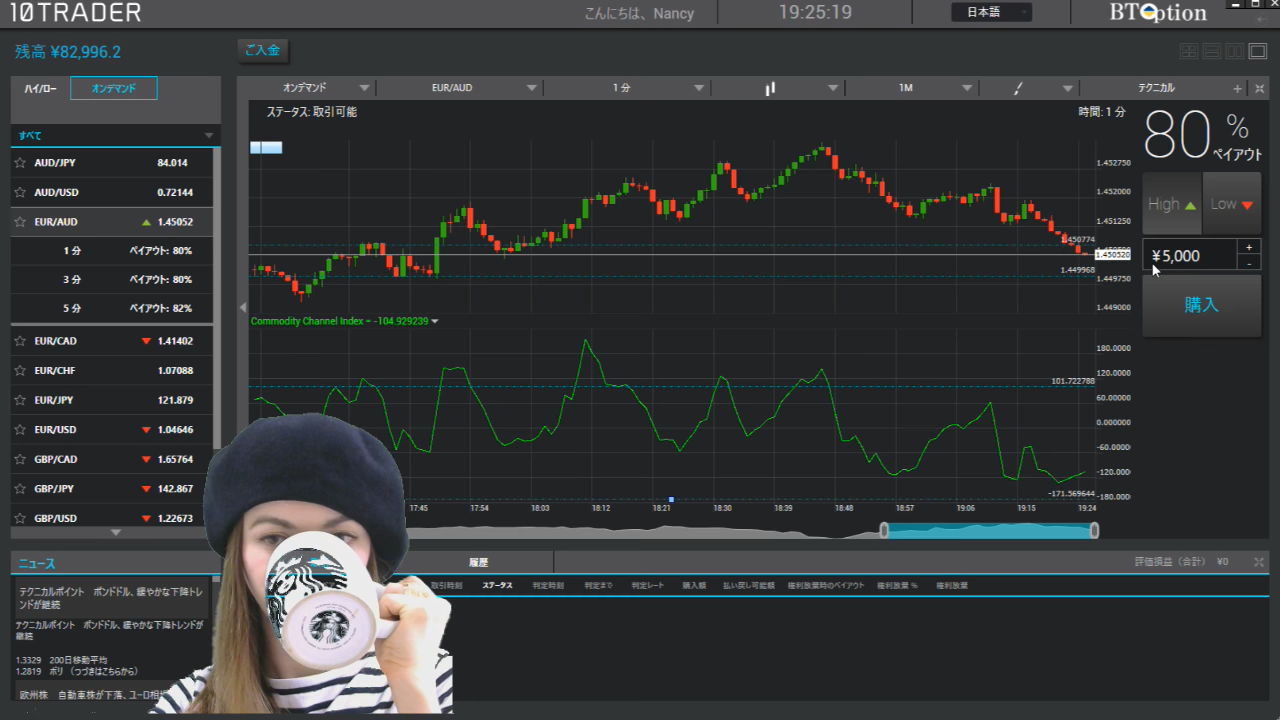 10TRADER
こんにちは、Nancy
19:25:19
日本語
BTOption
残高 ¥82,996.2
ご入金
ハイ/ロー
オンデマンド
オンデマンド
EUR/AUD
1 分
1M
テクニカル
すべて
AUD/JPY 84.014
AUD/USD 0.72144
EUR/AUD 1.45052
1 分 ペイアウト: 80%
3 分 ペイアウト: 80%
5 分 ペイアウト: 82%
EUR/CAD 1.41402
EUR/CHF 1.07088
EUR/JPY 121.879
EUR/USD 1.04646
GBP/CAD 1.65764
GBP/JPY 142.867
GBP/USD 1.22673
ステータス: 取引可能
時間: 1 分
1.452750
1.452000
1.451250
1.450774
1.450520
1.449968
1.449750
1.449000
Commodity Channel Index = -104.929239
180.0000
120.0000
101.722788
60.00000
0.000000
-60.0000
-120.000
-171.569644
-180.000
17:45 17:54 18:03 18:12 18:21 18:30 18:39 18:48 18:57 19:06 19:15 19:24
80 %
ペイアウト
High
Low
¥5,000
+
-
購入
ニュース
テクニカルポイント ポンドドル、緩やかな下降トレ
ンドが継続
テクニカルポイント ポンドドル、緩やかな下降トレンドが
継続
1.3329 200日移動平均
1.2819 ボリ (つづきはこちらから)
欧州株 自動車株が下落、ユーロ相場
履歴
評価損益（合計） ¥0
取引時刻 ステータス 判定時刻 判定まで 判定レート 購入額 払い戻し可能額 権利放棄時のペイアウト 権利放棄 % 権利放棄